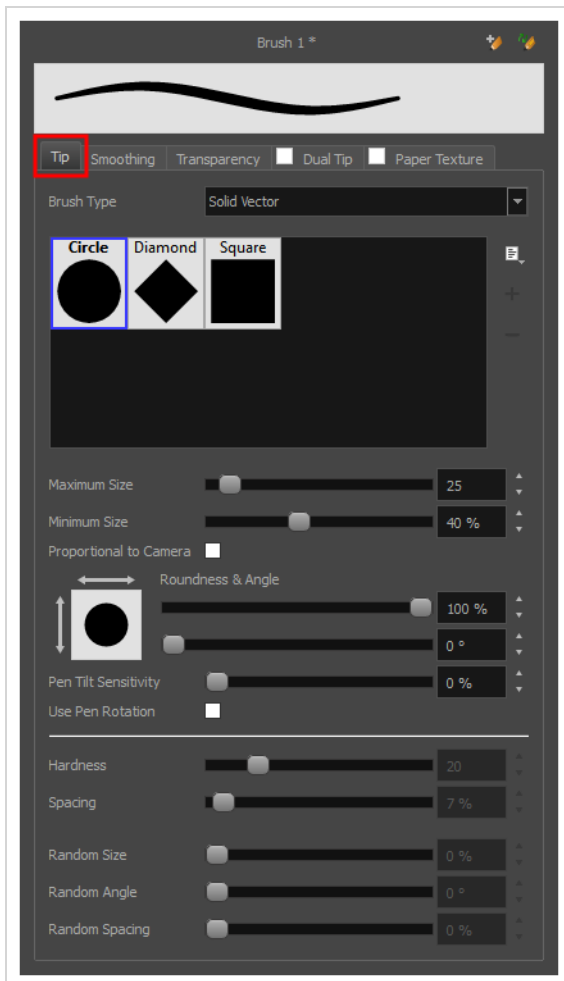 Brush 1 *
Tip Smoothing Transparency Dual Tip Paper Texture
Brush Type Solid Vector
Circle Diamond Square
Maximum Size 25
Minimum Size 40 %
Proportional to Camera
Roundness & Angle
100 %
0 °
Pen Tilt Sensitivity 0 %
Use Pen Rotation
Hardness 20
Spacing 7 %
Random Size 0 %
Random Angle 0 °
Random Spacing 0 %